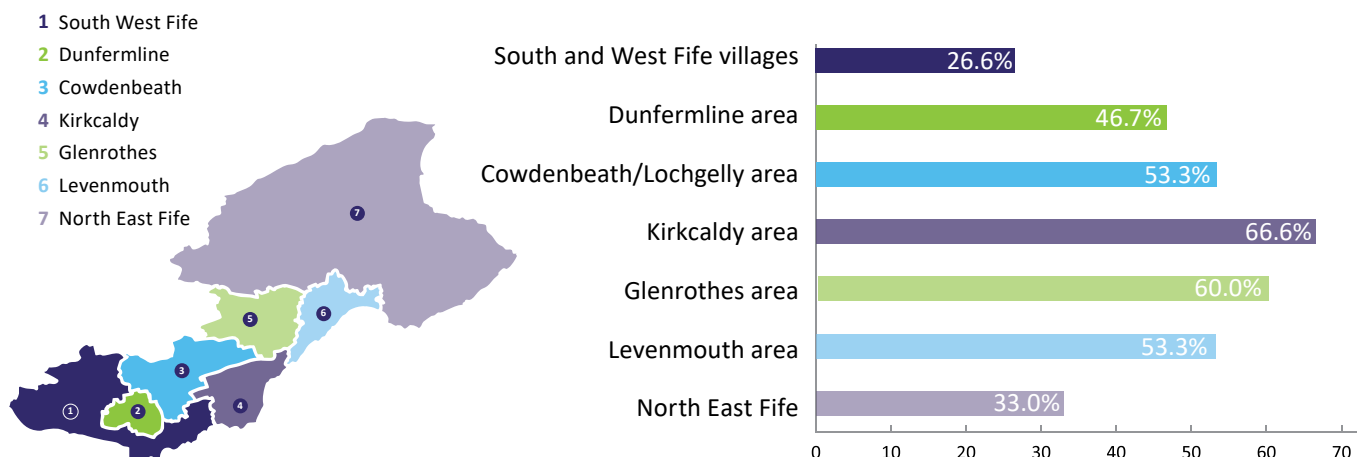 1 South West Fife
2 Dunfermline
3 Cowdenbeath
4 Kirkcaldy
5 Glenrothes
6 Levenmouth
7 North East Fife
7
6
5
3
4
2
1
South and West Fife villages 26.6%
Dunfermline area 46.7%
Cowdenbeath/Lochgelly area 53.3%
Kirkcaldy area 66.6%
Glenrothes area 60.0%
Levenmouth area 53.3%
North East Fife 33.0%
0 10 20 30 40 50 60 70